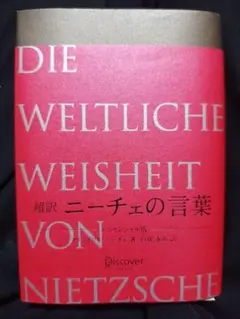 DIE
WELTLICHE
WEISHEIT
超訳 ニーチェの言葉
VON
Discover
NIETZSCHE